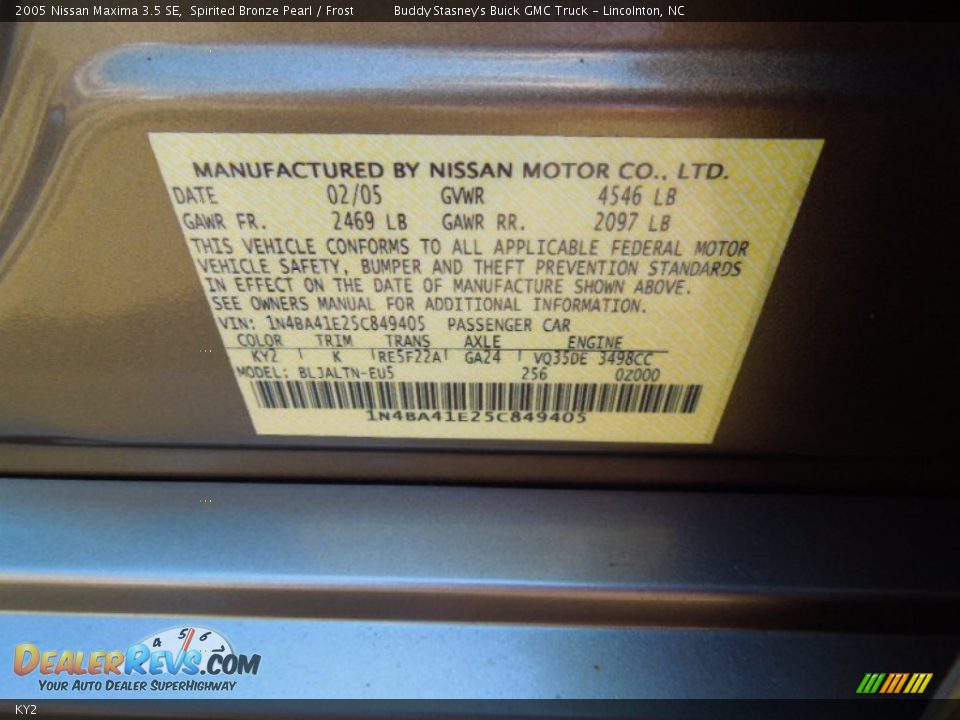 2005 Nissan Maxima 3.5 SE, Spirited Bronze Pearl / Frost Buddy Stasney's Buick GMC Truck - Lincolnton, NC
MANUFACTURED BY NISSAN MOTOR CO., LTD.
DATE 02/05 GVWR 4546 LB
GAWR FR. 2469 LB GAWR RR. 2097 LB
THIS VEHICLE CONFORMS TO ALL APPLICABLE FEDERAL MOTOR
VEHICLE SAFETY, BUMPER AND THEFT PREVENTION STANDARDS
IN EFFECT ON THE DATE OF MANUFACTURE SHOWN ABOVE.
SEE OWNERS MANUAL FOR ADDITIONAL INFORMATION.
VIN: 1N4BA41E25C849405 PASSENGER CAR
COLOR TRIM TRANS AXLE ENGINE
KY2 K RE5F22A GA24 VQ35DE 3498CC
MODEL: BLJALTN-EU5 256 0Z000
1N4BA41E25C849405
4 5 6
DEALERREVS.COM
YOUR AUTO DEALER SUPERHIGHWAY
KY2